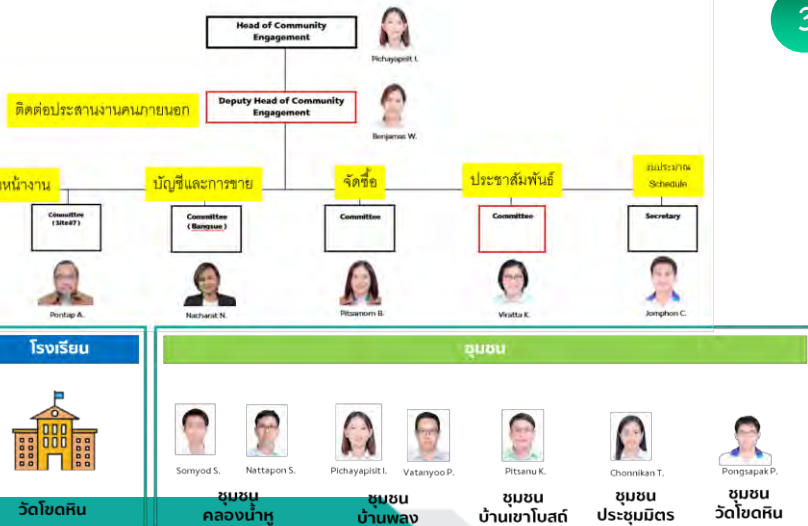 3
Head of Community
Engagement
Pichayapisit I.
ติดต่อประสานงานคนภายนอก
Deputy Head of Community
Engagement
Benjamas W.
หน้างาน
บัญชีและการขาย
จัดซื้อ
ประชาสัมพันธ์
งบประมาณ
Schedule
Committee
(Site#7)
Committee
(Bangsue)
Committee
Committee
Secretary
Pontap A.
Nacharat N.
Pitsanorn B.
Viratta K.
Jomphon C.
โรงเรียน
ชุมชน
Somyod S.
Nattapon S.
Pichayapisit I.
Vatanyoo P.
Pitsanu K.
Chonnikan T.
Pongsapak P.
วัดโขดหิน
ชุมชน
คลองน้ำหู
ชุมชน
บ้านพลง
ชุมชน
บ้านเขาโบสถ์
ชุมชน
ประชุมมิตร
ชุมชน
วัดโขดหิน